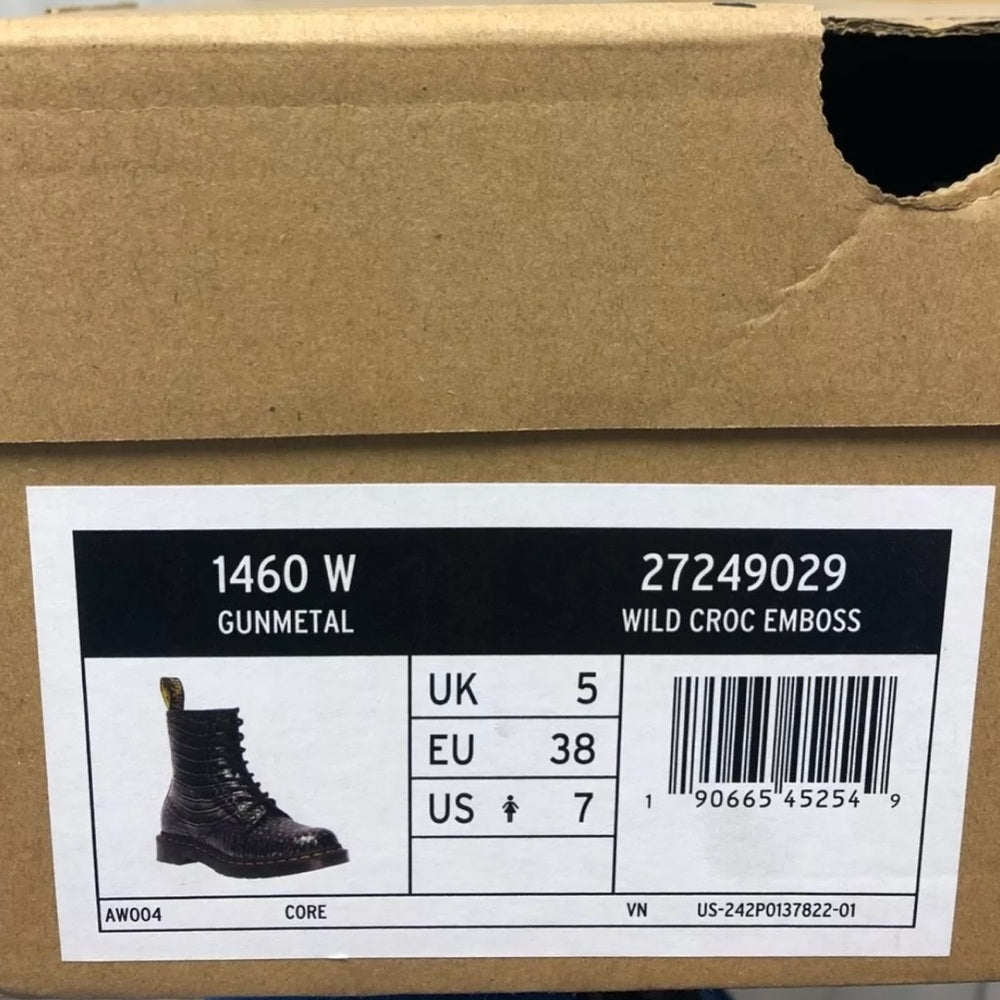 1460 W
GUNMETAL
27249029
WILD CROC EMBOSS
UK 5
EU 38
US 7
1 90665 45254 9
AW004 CORE VN US-242P0137822-01